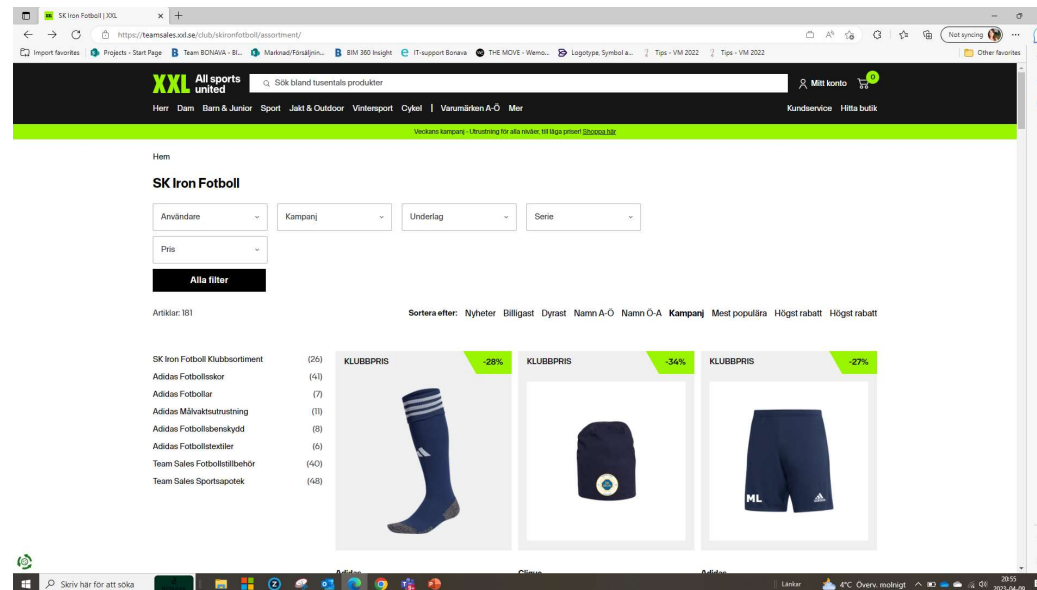 SK Iron Fotboll | XXL
https://teamsales.xxl.se/club/skironfotboll/assortment/
Not syncing
Import favorites Projects - Start Page Team BONAVA - Bl... Marknad/Försäljnin... BIM 360 Insight IT-support Bonava THE MOVE - Wemo... Logotype, Symbol a... Tips - VM 2022 Tips - VM 2022 Other favorites
XXL All sports united Sök bland tusentals produkter Mitt konto 0
Herr Dam Barn & Junior Sport Jakt & Outdoor Vintersport Cykel | Varumärken A-Ö Mer Kundservice Hitta butik
Veckans kampanj - Utrustning för alla nivåer, till låga priser! Shoppa här
Hem
SK Iron Fotboll
Användare Kampanj Underlag Serie
Pris
Alla filter
Artiklar: 181 Sortera efter: Nyheter Billigast Dyrast Namn A-Ö Namn Ö-A Kampanj Mest populära Högst rabatt Högst rabatt
SK Iron Fotboll Klubbsortiment (26)
Adidas Fotbollsskor (41)
Adidas Fotbollar (7)
Adidas Målvaktsutrustning (11)
Adidas Fotbollsbenskydd (8)
Adidas Fotbollstextiler (6)
Team Sales Fotbollstillbehör (40)
Team Sales Sportsapotek (48)
KLUBBPRIS -28% KLUBBPRIS -34% KLUBBPRIS -27%
ML
Adidas Clique Adidas
Skriv här för att söka Länkar 4°C Överv. molnigt 20:55
2023-04-09